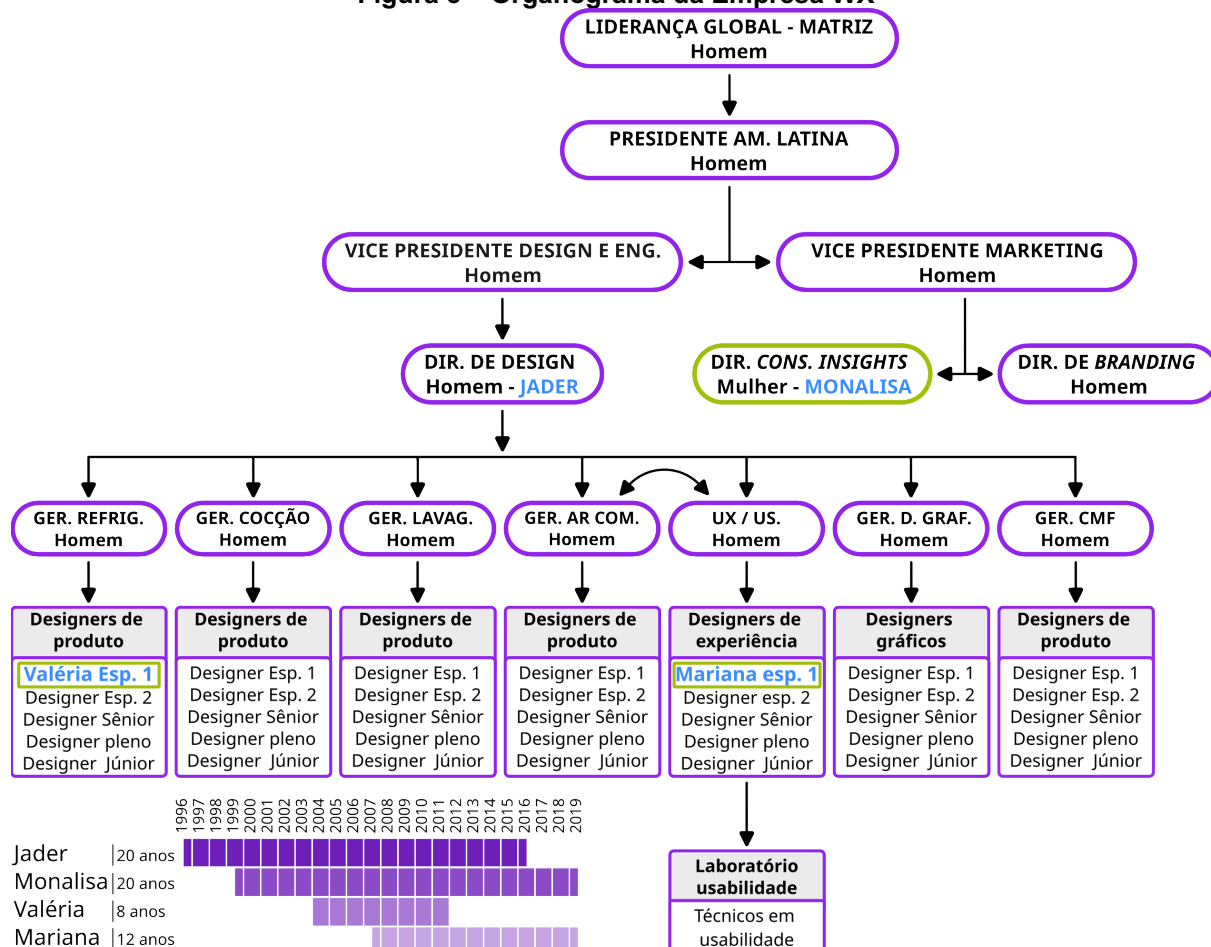 Figura 3 – Organograma da Empresa WX
LIDERANÇA GLOBAL - MATRIZ
Homem
PRESIDENTE AM. LATINA
Homem
VICE PRESIDENTE DESIGN E ENG.
Homem
VICE PRESIDENTE MARKETING
Homem
DIR. DE DESIGN
Homem - JADER
DIR. CONS. INSIGHTS
Mulher - MONALISA
DIR. DE BRANDING
Homem
GER. REFRIG.
Homem
GER. COCÇÃO
Homem
GER. LAVAG.
Homem
GER. AR COM.
Homem
UX / US.
Homem
GER. D. GRAF.
Homem
GER. CMF
Homem
Designers de
produto
Valéria Esp. 1
Designer Esp. 2
Designer Sênior
Designer pleno
Designer Júnior
Designers de
produto
Designer Esp. 1
Designer Esp. 2
Designer Sênior
Designer pleno
Designer Júnior
Designers de
produto
Designer Esp. 1
Designer Esp. 2
Designer Sênior
Designer pleno
Designer Júnior
Designers de
produto
Designer Esp. 1
Designer Esp. 2
Designer Sênior
Designer pleno
Designer Júnior
Designers de
experiência
Mariana esp. 1
Designer esp. 2
Designer Sênior
Designer pleno
Designer Júnior
Designers
gráficos
Designer Esp. 1
Designer Esp. 2
Designer Sênior
Designer pleno
Designer Júnior
Designers de
produto
Designer Esp. 1
Designer Esp. 2
Designer Sênior
Designer pleno
Designer Júnior
1996 1997 1998 1999 2000 2001 2002 2003 2004 2005 2006 2007 2008 2009 2010 2011 2012 2013 2014 2015 2016 2017 2018 2019
Jader 20 anos
Monalisa 20 anos
Valéria 8 anos
Mariana 12 anos
Laboratório
usabilidade
Técnicos em
usabilidade